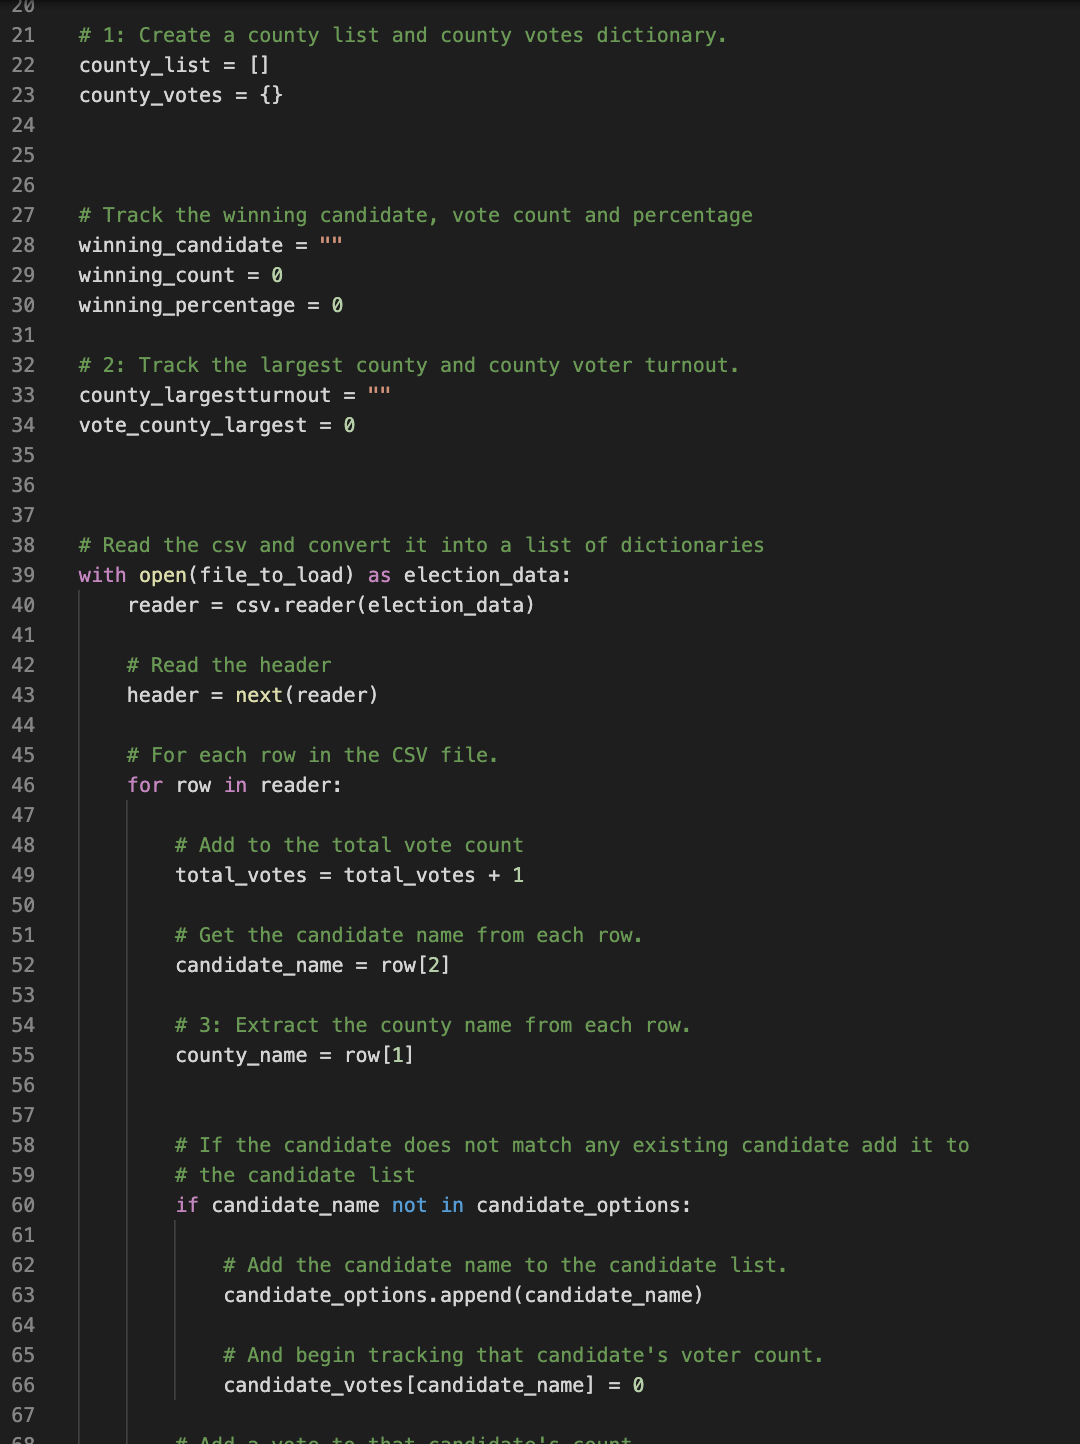 20
21 # 1: Create a county list and county votes dictionary.
22 county_list = []
23 county_votes = {}
24
25
26
27 # Track the winning candidate, vote count and percentage
28 winning_candidate = ""
29 winning_count = 0
30 winning_percentage = 0
31
32 # 2: Track the largest county and county voter turnout.
33 county_largestturnout = ""
34 vote_county_largest = 0
35
36
37
38 # Read the csv and convert it into a list of dictionaries
39 with open(file_to_load) as election_data:
40     reader = csv.reader(election_data)
41
42     # Read the header
43     header = next(reader)
44
45     # For each row in the CSV file.
46     for row in reader:
47
48         # Add to the total vote count
49         total_votes = total_votes + 1
50
51         # Get the candidate name from each row.
52         candidate_name = row[2]
53
54         # 3: Extract the county name from each row.
55         county_name = row[1]
56
57
58         # If the candidate does not match any existing candidate add it to
59         # the candidate list
60         if candidate_name not in candidate_options:
61
62             # Add the candidate name to the candidate list.
63             candidate_options.append(candidate_name)
64
65             # And begin tracking that candidate's voter count.
66             candidate_votes[candidate_name] = 0
67
68         # Add a vote to that candidate's count